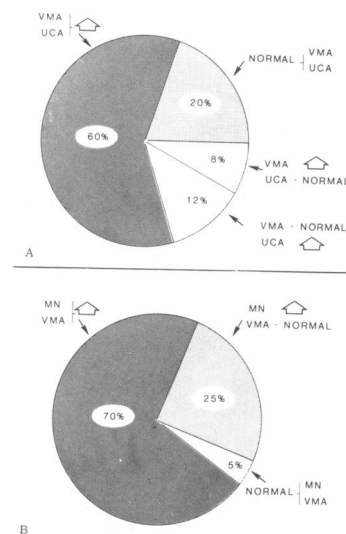 VMA
UCA
NORMAL
VMA
UCA
20%
60%
8%
VMA
UCA - NORMAL
12%
VMA - NORMAL
UCA
A
MN
VMA
MN
VMA - NORMAL
25%
70%
5%
NORMAL
MN
VMA
B